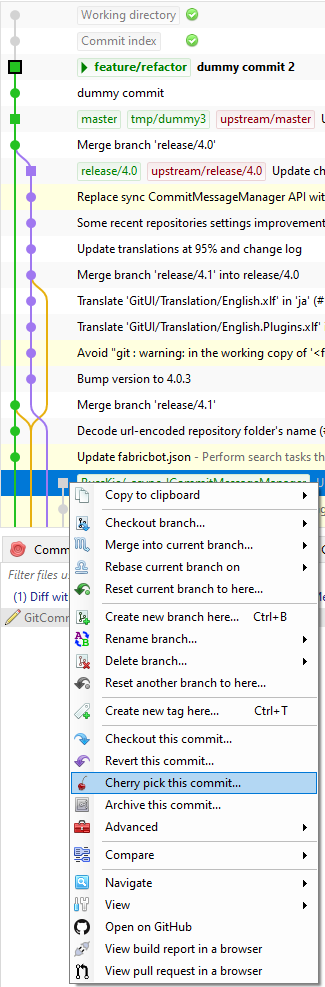 Working directory
Commit index
feature/refactor dummy commit 2
dummy commit
master tmp/dummy3 upstream/master
Merge branch 'release/4.0'
release/4.0 upstream/release/4.0 Update ch
Replace sync CommitMessageManager API wit
Some recent repositories settings improvement
Update translations at 95% and change log
Merge branch 'release/4.1' into release/4.0
Translate 'GitUI/Translation/English.xlf' in 'ja' (#
Translate 'GitUI/Translation/English.Plugins.xlf'
Avoid "git : warning: in the working copy of '<f
Bump version to 4.0.3
Merge branch 'release/4.1'
Decode url-encoded repository folder's name (#
Update fabricbot.json - Perform search tasks th
Copy to clipboard
Checkout branch...
Merge into current branch...
Rebase current branch on
Reset current branch to here...
Create new branch here... Ctrl+B
Rename branch...
Delete branch...
Reset another branch to here...
Create new tag here... Ctrl+T
Checkout this commit...
Revert this commit...
Cherry pick this commit...
Archive this commit...
Advanced
Compare
Navigate
View
Open on GitHub
View build report in a browser
View pull request in a browser
Comm
Filter files u
(1) Diff with
GitComm